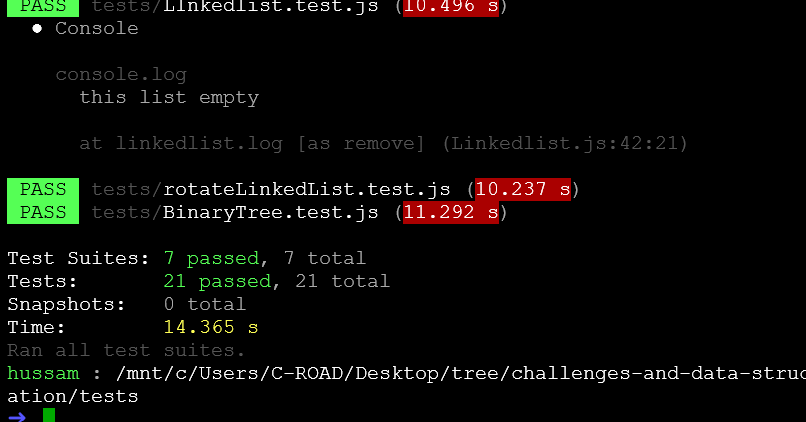 PASS tests/Linkedlist.test.js (10.496 s)
● Console
console.log
this list empty
at linkedlist.log [as remove] (Linkedlist.js:42:21)
PASS tests/rotateLinkedList.test.js (10.237 s)
PASS tests/BinaryTree.test.js (11.292 s)
Test Suites: 7 passed, 7 total
Tests: 21 passed, 21 total
Snapshots: 0 total
Time: 14.365 s
Ran all test suites.
hussam : /mnt/c/Users/C-ROAD/Desktop/tree/challenges-and-data-struc
ation/tests
→